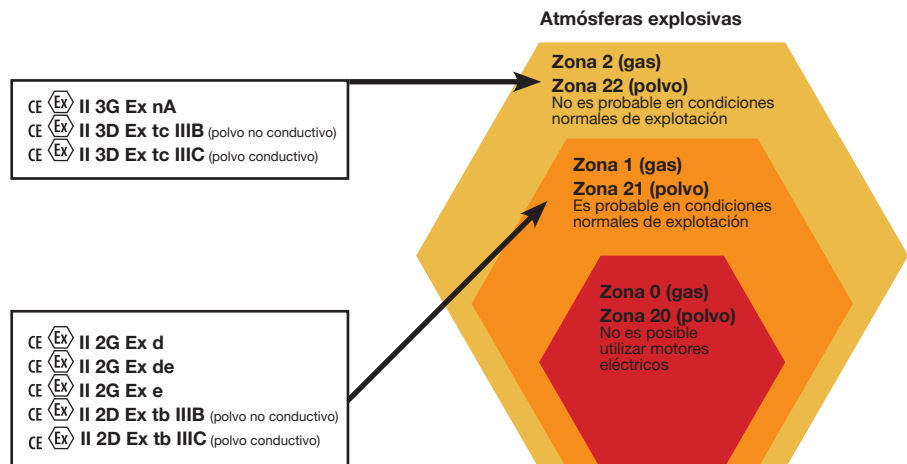 Atmósferas explosivas
Zona 2 (gas)
Zona 22 (polvo)
No es probable en condiciones
normales de explotación
CE Ex II 3G Ex nA
CE Ex II 3D Ex tc IIIB (polvo no conductivo)
CE Ex II 3D Ex tc IIIC (polvo conductivo)
Zona 1 (gas)
Zona 21 (polvo)
Es probable en condiciones
normales de explotación
Zona 0 (gas)
Zona 20 (polvo)
No es posible
utilizar motores
eléctricos
CE Ex II 2G Ex d
CE Ex II 2G Ex de
CE Ex II 2G Ex e
CE Ex II 2D Ex tb IIIB (polvo no conductivo)
CE Ex II 2D Ex tb IIIC (polvo conductivo)